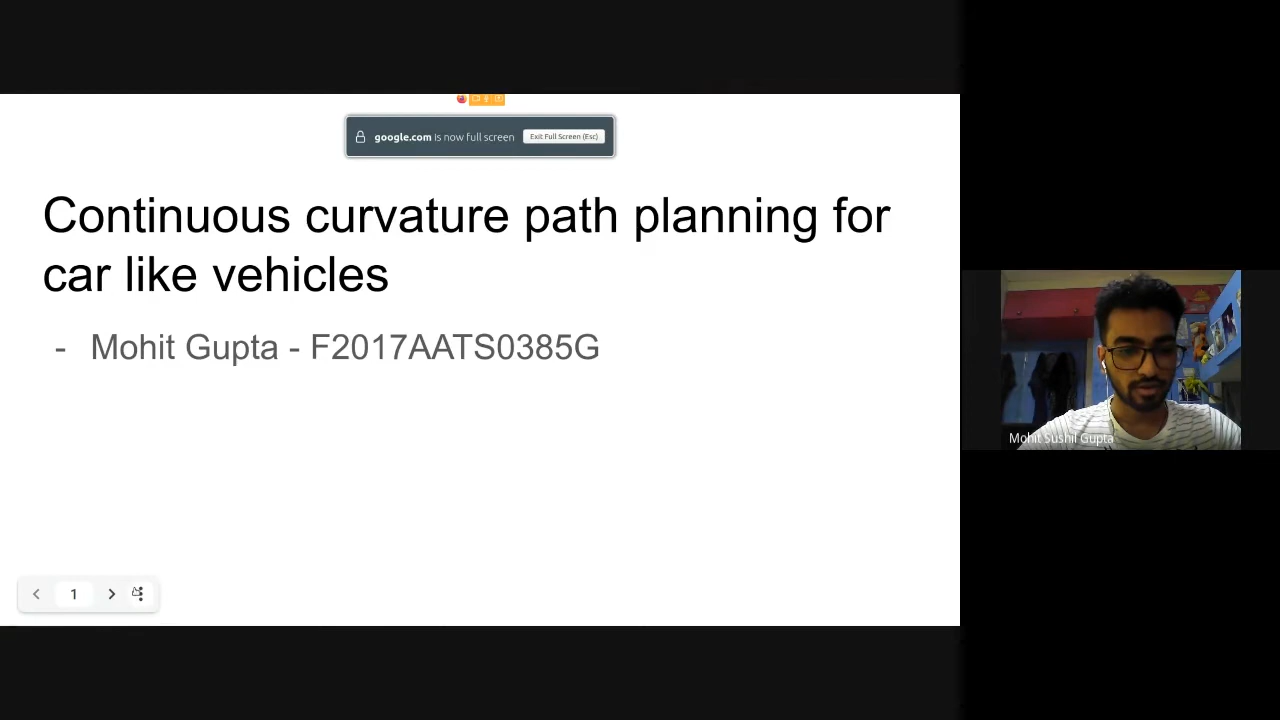 google.com is now full screen
Exit Full Screen (Esc)
Continuous curvature path planning for
car like vehicles
- Mohit Gupta - F2017AATS0385G
Mohit Sushil Gupta
1